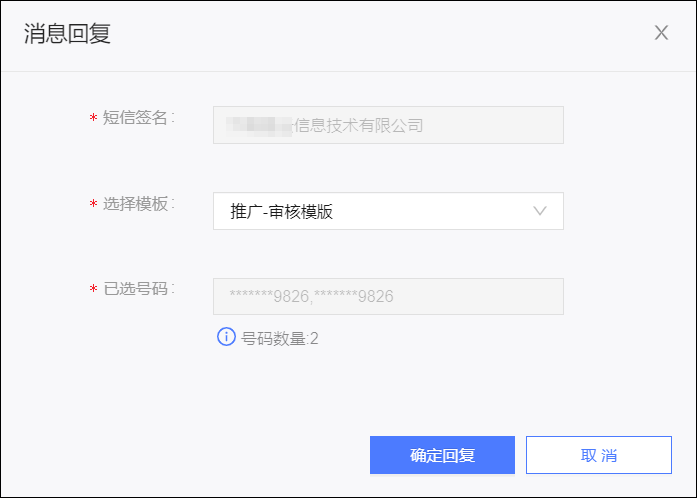 消息回复
* 短信签名:
信息技术有限公司
* 选择模板:
推广-审核模版
* 已选号码:
*******9826,*******9826
号码数量:2
确定回复
取 消